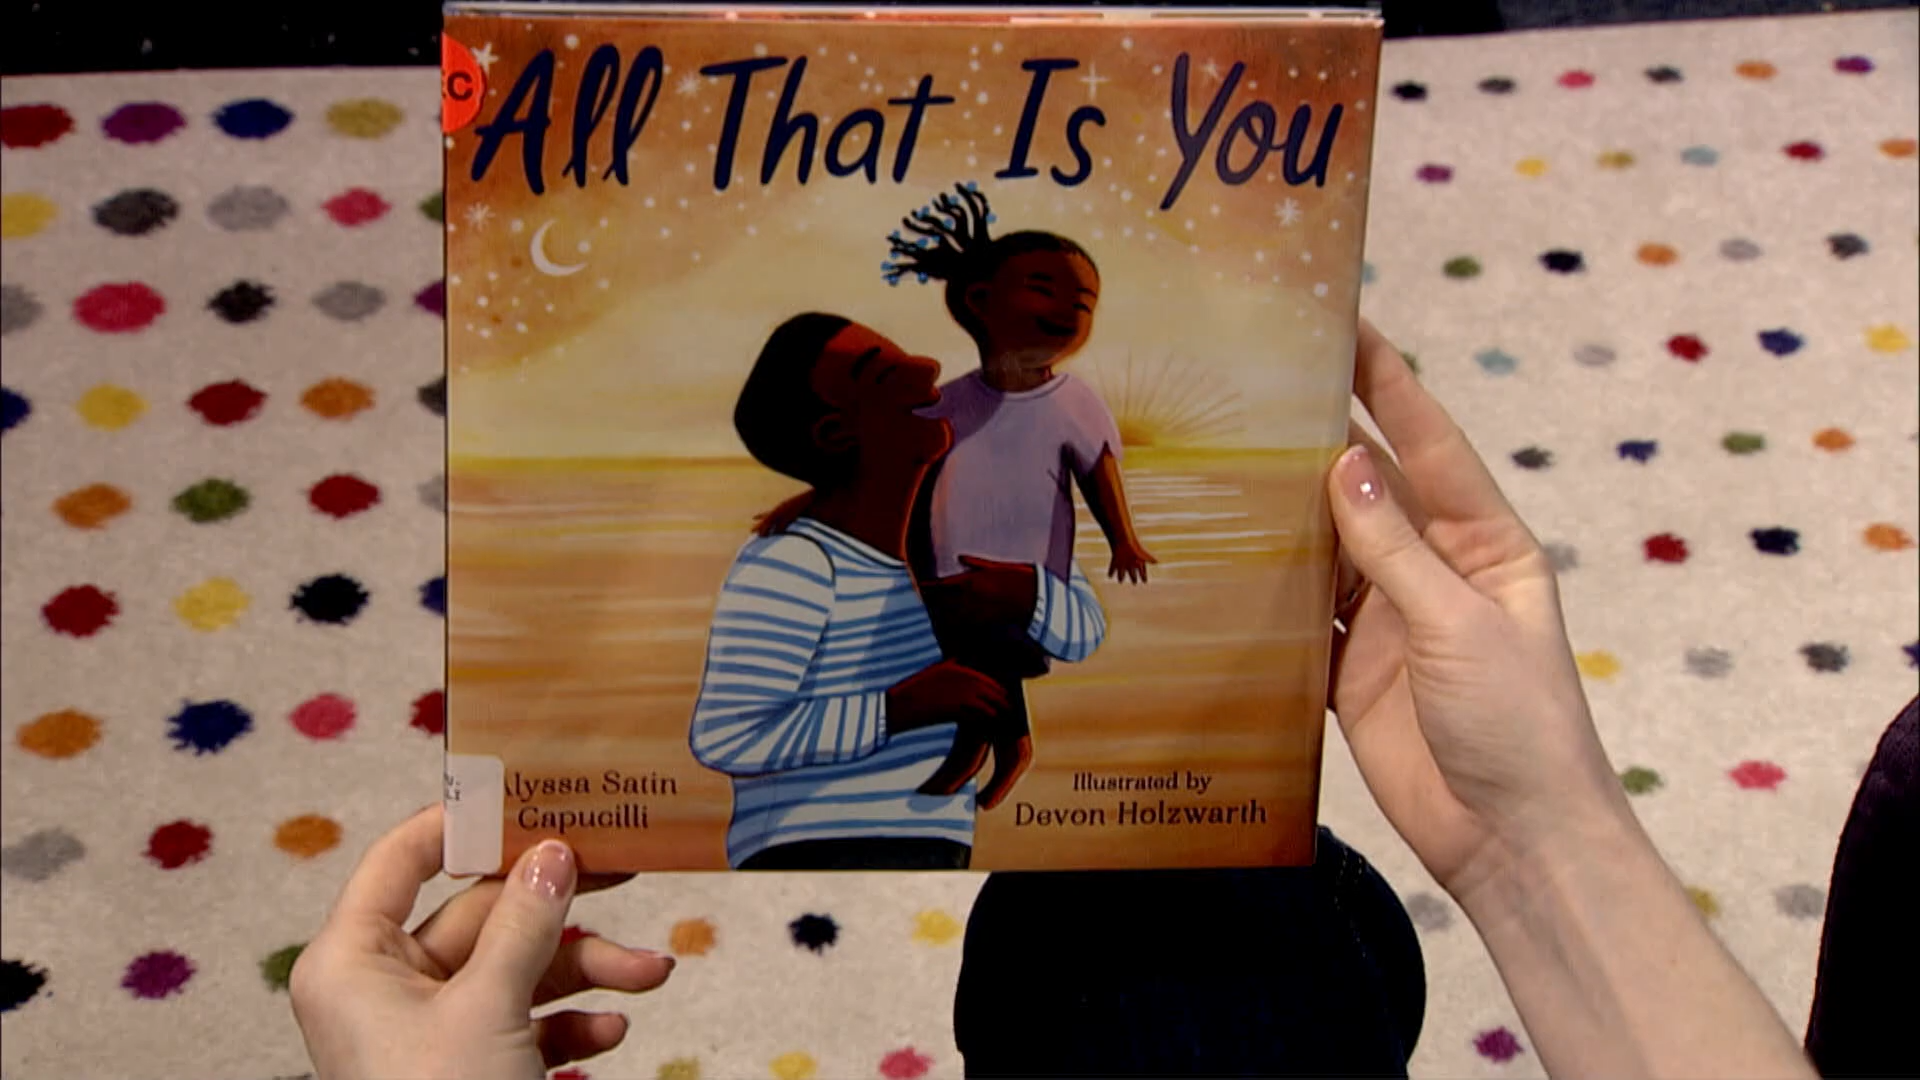 All That Is You
Alyssa Satin
Capucilli
Illustrated by
Devon Holzwarth